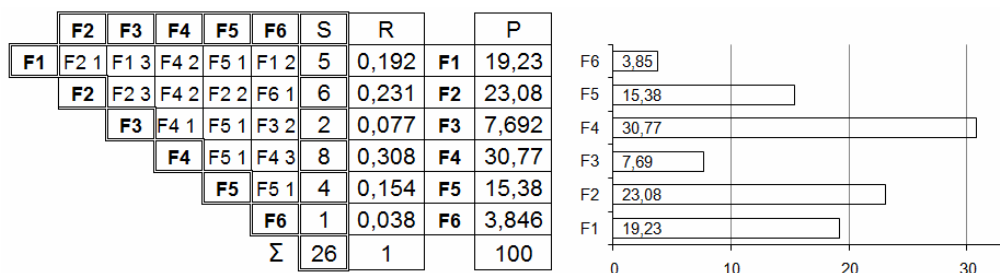 F2 F3 F4 F5 F6 S R P
F1 F2 1 F1 3 F4 2 F5 1 F1 2 5 0,192 F1 19,23
F2 F2 3 F4 2 F2 2 F6 1 6 0,231 F2 23,08
F3 F4 1 F5 1 F3 2 2 0,077 F3 7,692
F4 F5 1 F4 3 8 0,308 F4 30,77
F5 F5 1 4 0,154 F5 15,38
F6 1 0,038 F6 3,846
Σ 26 1 100
F6 3,85
F5 15,38
F4 30,77
F3 7,69
F2 23,08
F1 19,23
0 10 20 30